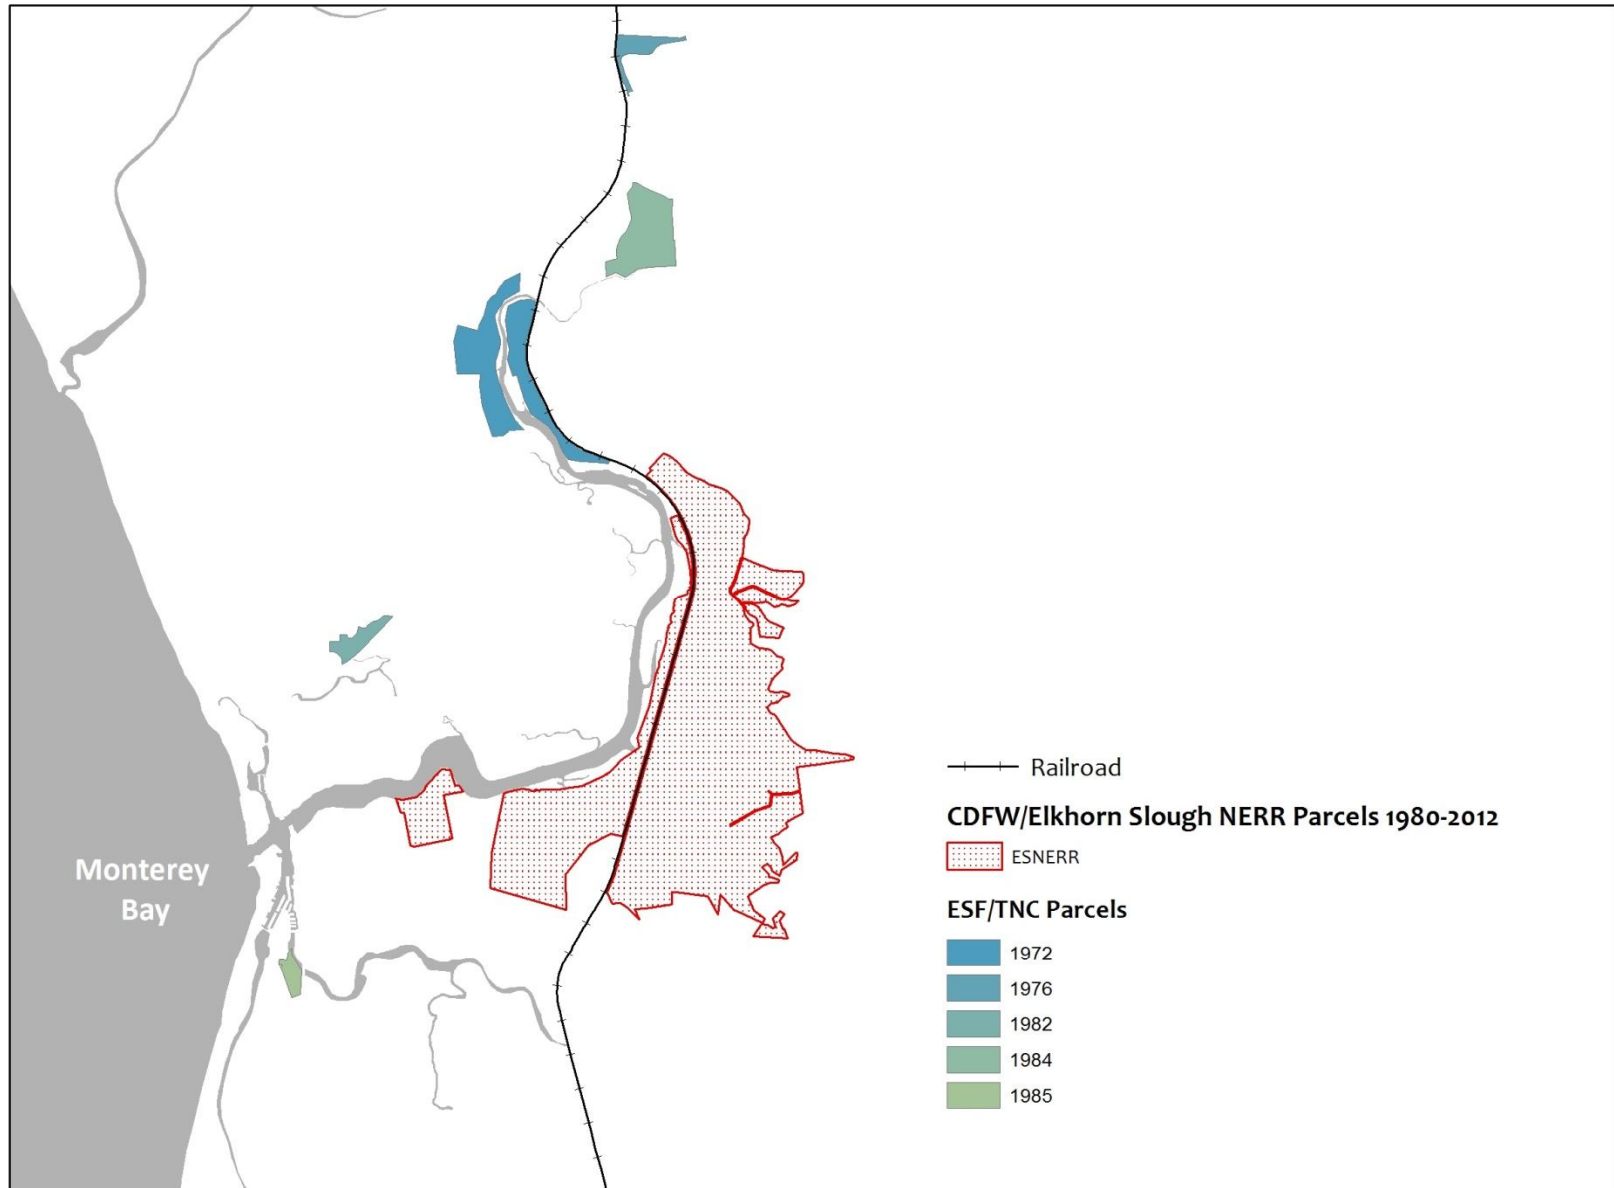 Monterey
Bay
Railroad
CDFW/Elkhorn Slough NERR Parcels 1980-2012
ESNERR
ESF/TNC Parcels
1972
1976
1982
1984
1985